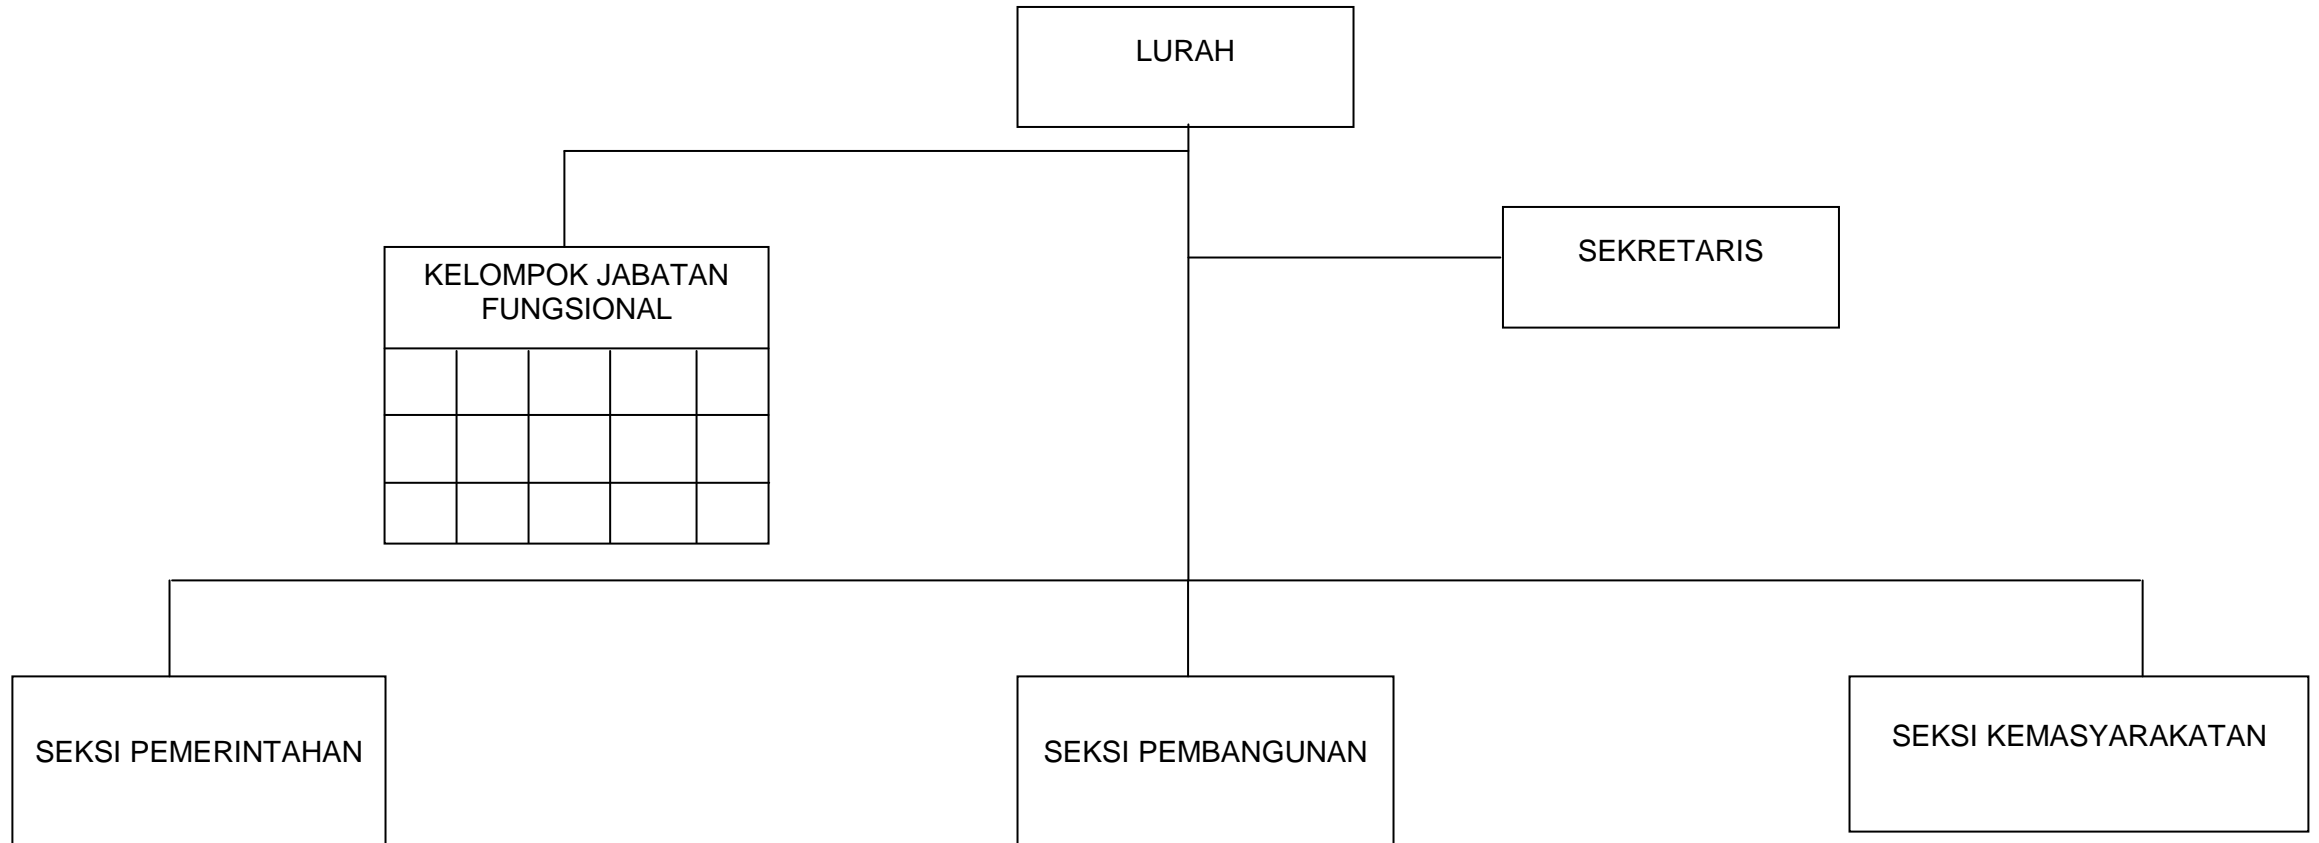 LURAH
SEKRETARIS
KELOMPOK JABATAN
FUNGSIONAL
SEKSI PEMERINTAHAN
SEKSI PEMBANGUNAN
SEKSI KEMASYARAKATAN